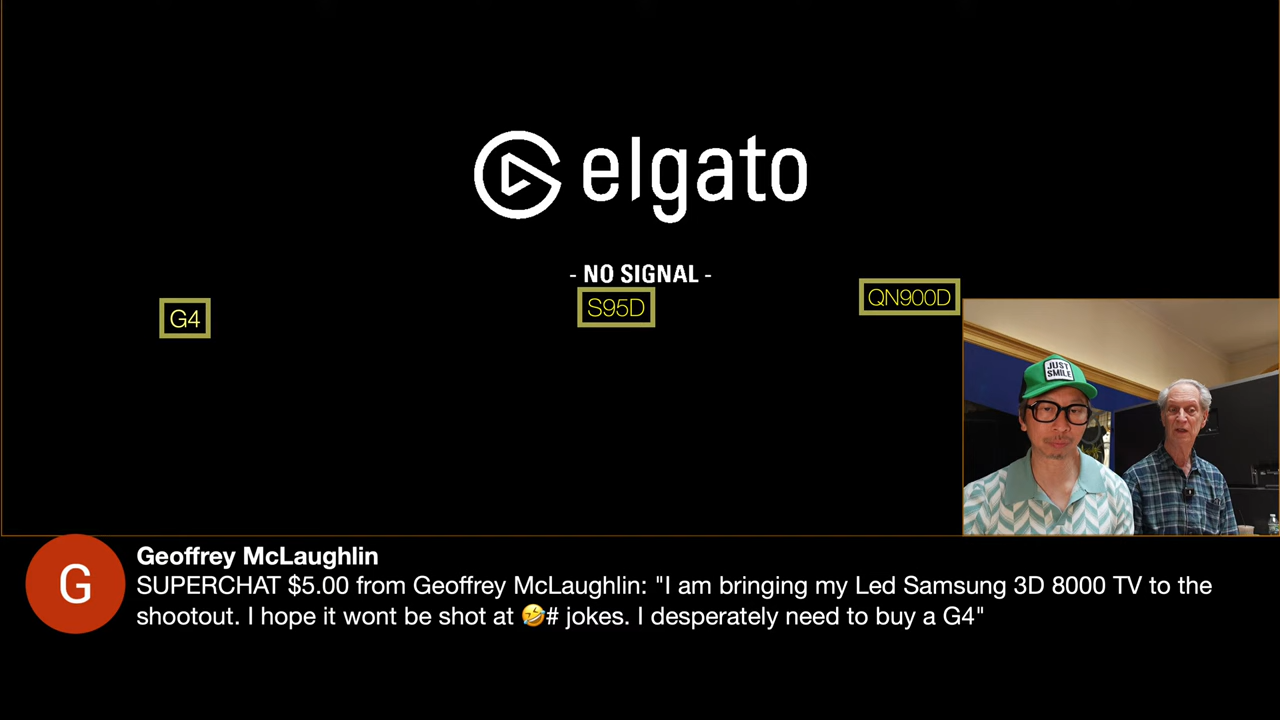 elgato
- NO SIGNAL -
G4
S95D
QN900D
JUST
SMILE
G
Geoffrey McLaughlin
SUPERCHAT $5.00 from Geoffrey McLaughlin: "I am bringing my Led Samsung 3D 8000 TV to the
shootout. I hope it wont be shot at 🤣# jokes. I desperately need to buy a G4"